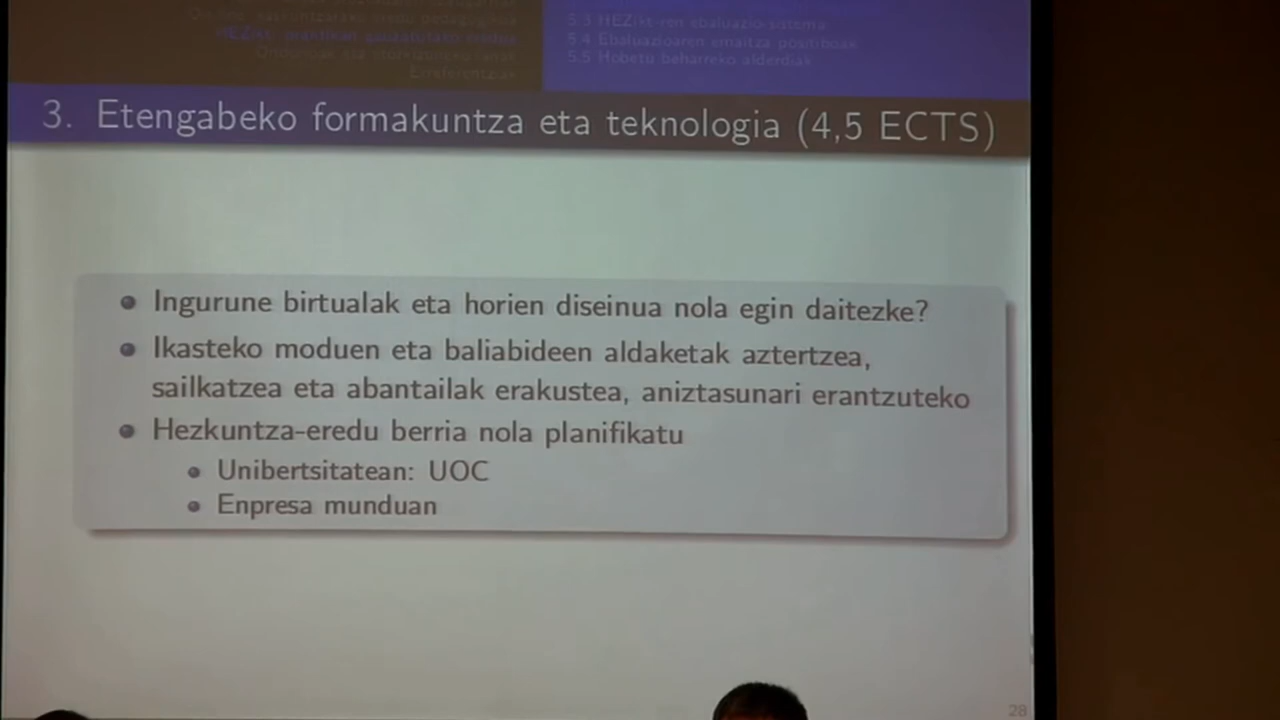 5.3 HEZikt-ren ebaluazio-sistema
5.4 Ebaluazioaren emaitza positiboak
5.5 Hobetu beharreko alderdiak
Erreferentziak
3. Etengabeko formakuntza eta teknologia (4,5 ECTS)
Ingurune birtualak eta horien diseinua nola egin daitezke?
Ikasteko moduen eta baliabideen aldaketak aztertzea,
sailkatzea eta abantailak erakustea, aniztasunari erantzuteko
Hezkuntza-eredu berria nola planifikatu
Unibertsitatean: UOC
Enpresa munduan
28